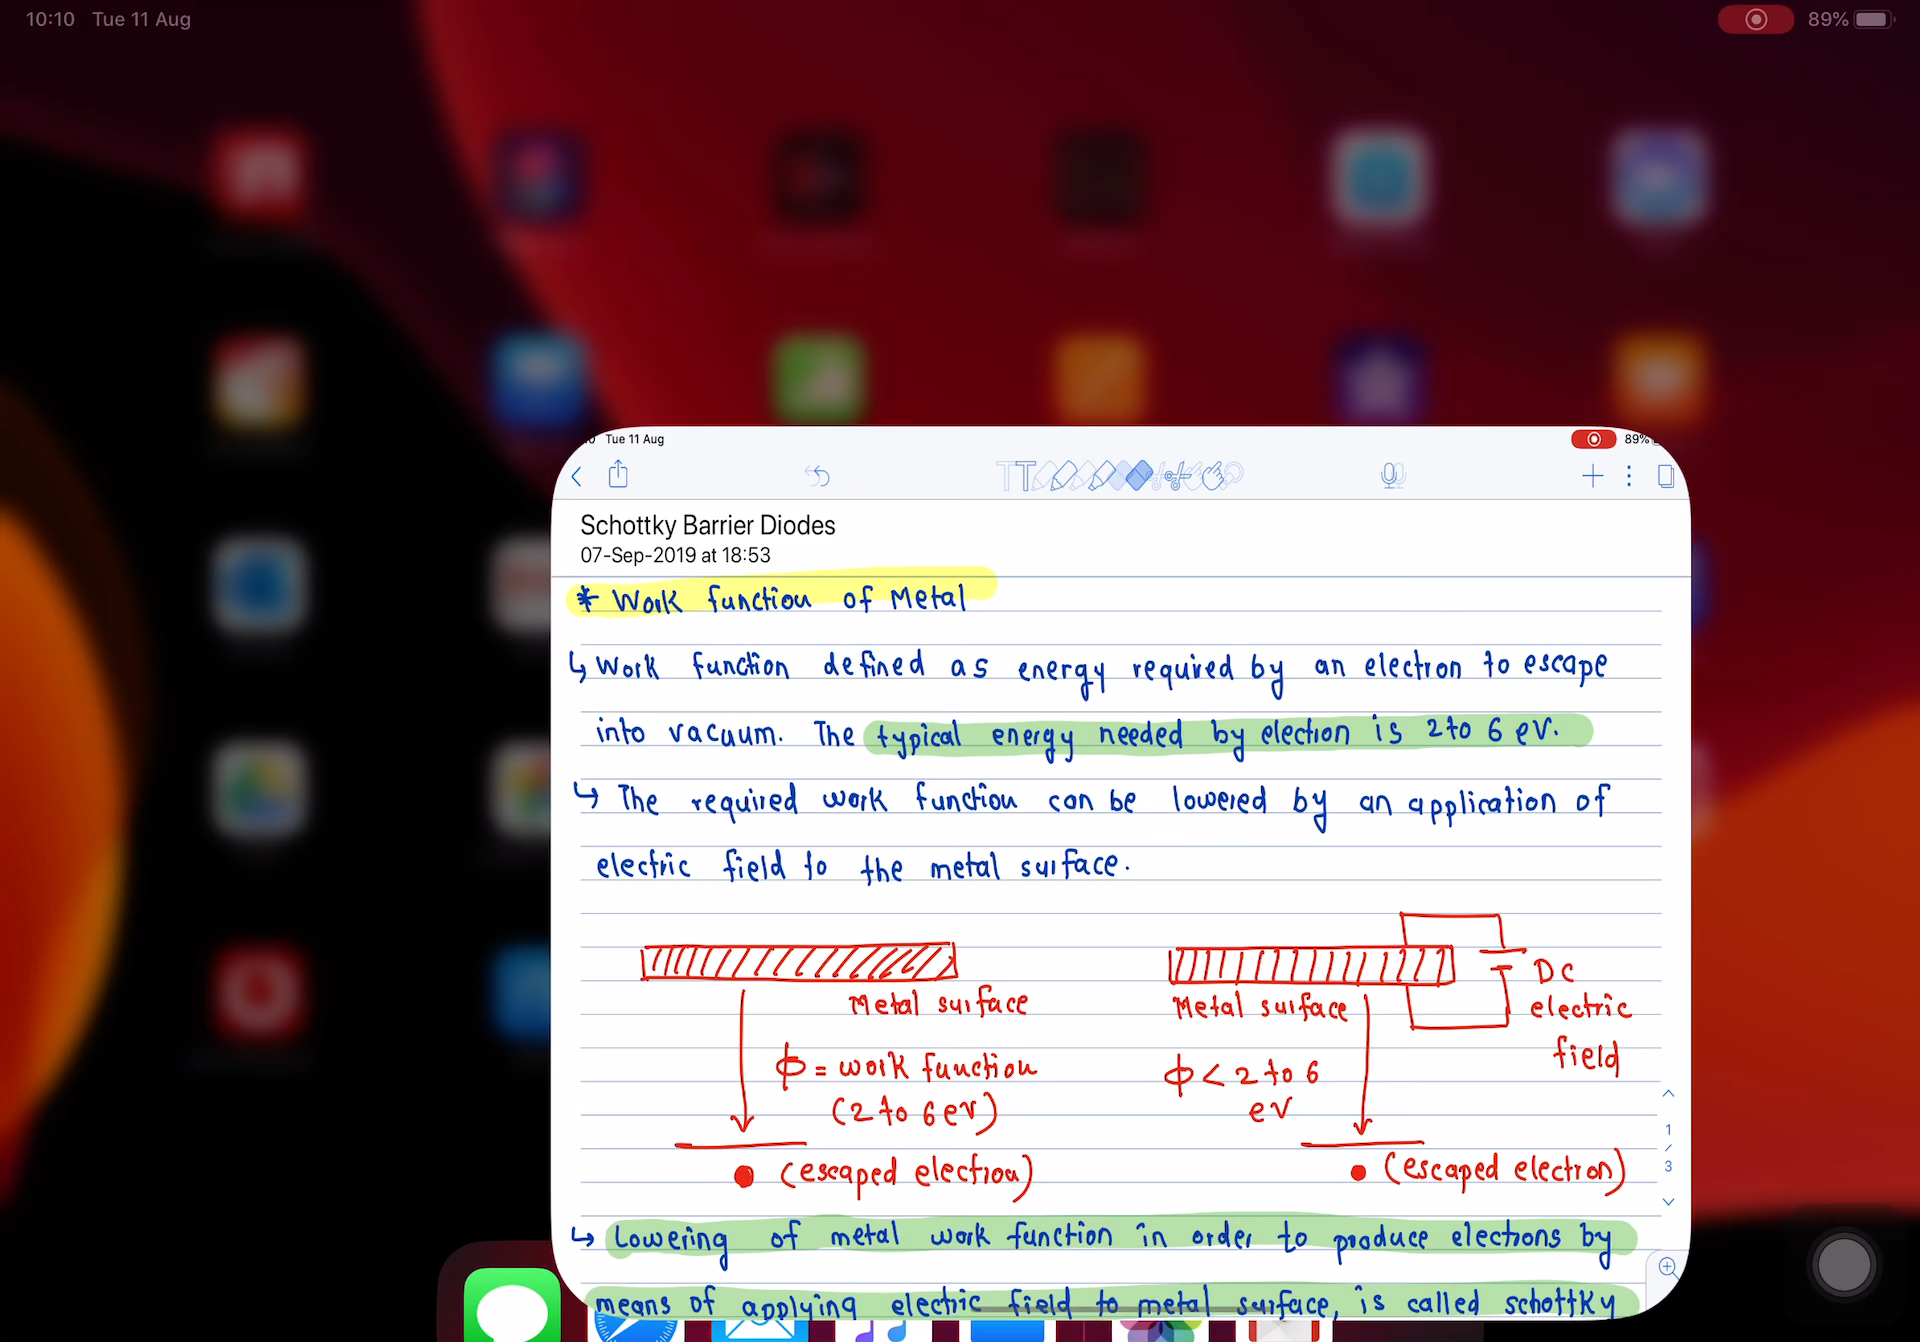 10:10 Tue 11 Aug 89%
Tue 11 Aug 89%
Schottky Barrier Diodes
07-Sep-2019 at 18:53
* Work function of Metal
↳ Work function defined as energy required by an electron to escape
into vacuum. The typical energy needed by electron is 2 to 6 eV.
↳ The required work function can be lowered by an application of
electric field to the metal surface.
Metal surface
ϕ = work function
(2 to 6 eV)
(escaped electron)
Metal surface
DC
electric
field
ϕ < 2 to 6
eV
(escaped electron)
1
/
3
↳ Lowering of metal work function in order to produce electrons by
means of applying electric field to metal surface, is called schottky